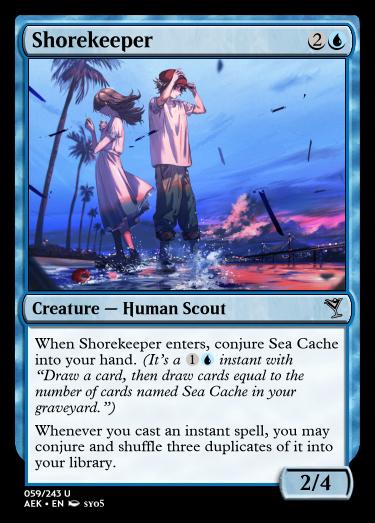 Shorekeeper 2
Creature — Human Scout
When Shorekeeper enters, conjure Sea Cache
into your hand. (It's a 1 instant with
“Draw a card, then draw cards equal to the
number of cards named Sea Cache in your
graveyard.”)
Whenever you cast an instant spell, you may
conjure and shuffle three duplicates of it into
your library.
2/4
059/243 U
AEK • EN syo5